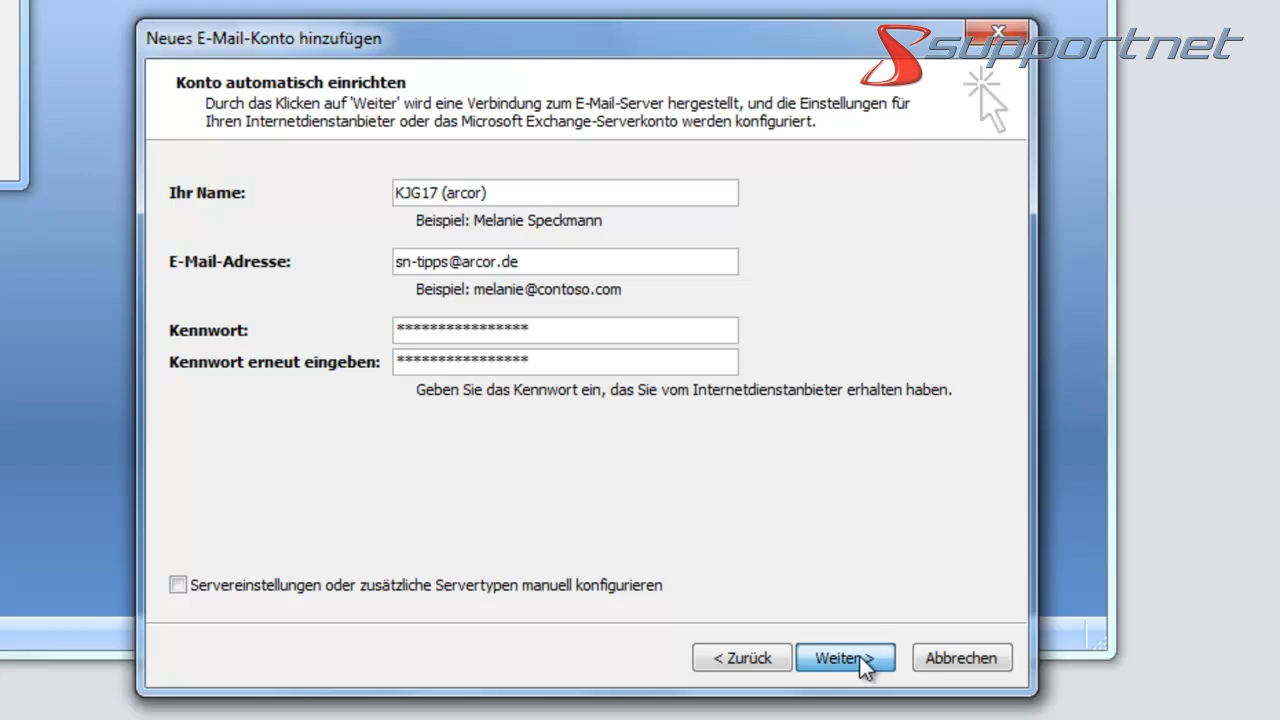 Neues E-Mail-Konto hinzufügen
supportnet
Konto automatisch einrichten
Durch das Klicken auf 'Weiter' wird eine Verbindung zum E-Mail-Server hergestellt, und die Einstellungen für
Ihren Internetdienstanbieter oder das Microsoft Exchange-Serverkonto werden konfiguriert.
Ihr Name: KJG17 (arcor)
Beispiel: Melanie Speckmann
E-Mail-Adresse: sn-tipps@arcor.de
Beispiel: melanie@contoso.com
Kennwort: ****************
Kennwort erneut eingeben: ****************
Geben Sie das Kennwort ein, das Sie vom Internetdienstanbieter erhalten haben.
Servereinstellungen oder zusätzliche Servertypen manuell konfigurieren
< Zurück Weiter > Abbrechen